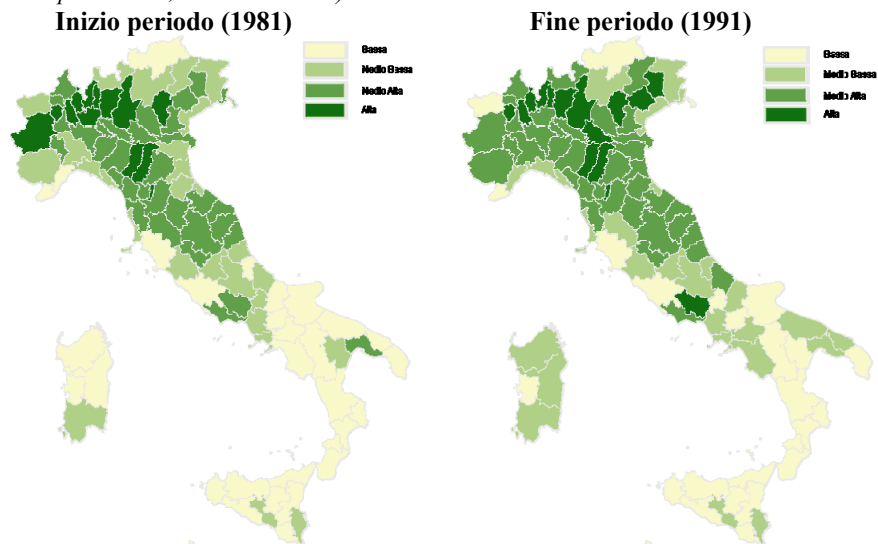 Inizio periodo (1981)
Fine periodo (1991)
Bassa
Medio Bassa
Medio Alta
Alta
Bassa
Medio Bassa
Medio Alta
Alta